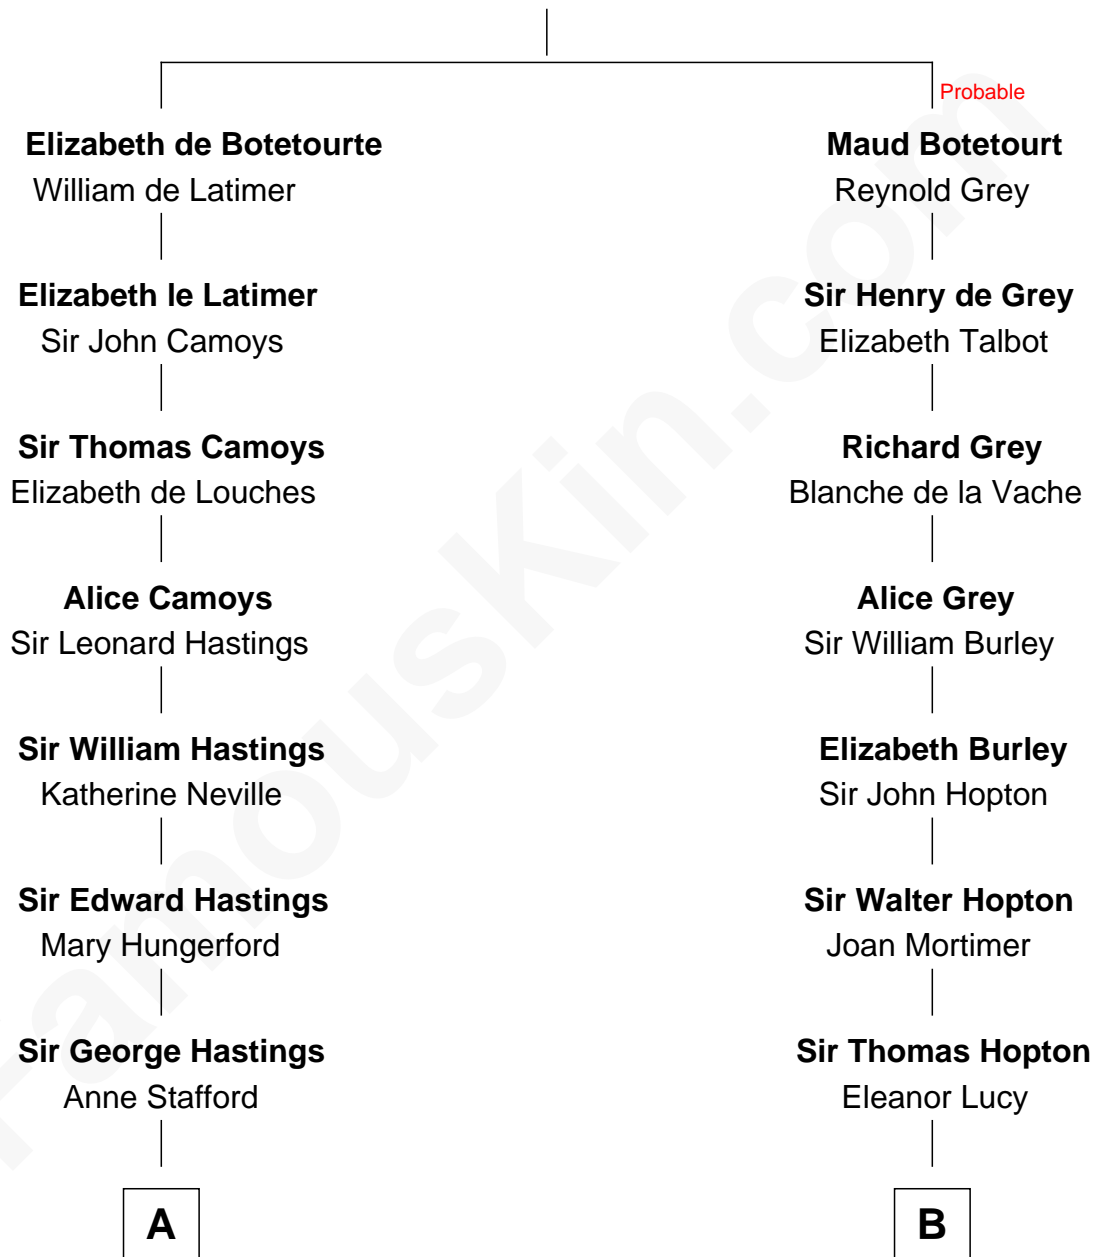 Probable
Elizabeth de Botetourte
William de Latimer
Maud Botetourt
Reynold Grey
Elizabeth le Latimer
Sir John Camoys
Sir Henry de Grey
Elizabeth Talbot
Sir Thomas Camoys
Elizabeth de Louches
Richard Grey
Blanche de la Vache
Alice Camoys
Sir Leonard Hastings
Alice Grey
Sir William Burley
Sir William Hastings
Katherine Neville
Elizabeth Burley
Sir John Hopton
Sir Edward Hastings
Mary Hungerford
Sir Walter Hopton
Joan Mortimer
Sir George Hastings
Anne Stafford
Sir Thomas Hopton
Eleanor Lucy
A
B
FamousKin.com